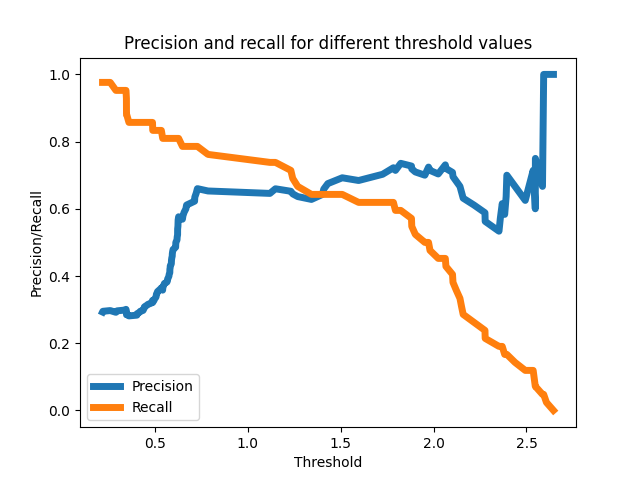 Precision and recall for different threshold values
Precision/Recall
1.0
0.8
0.6
0.4
0.2
0.0
Precision
Recall
0.5 1.0 1.5 2.0 2.5
Threshold